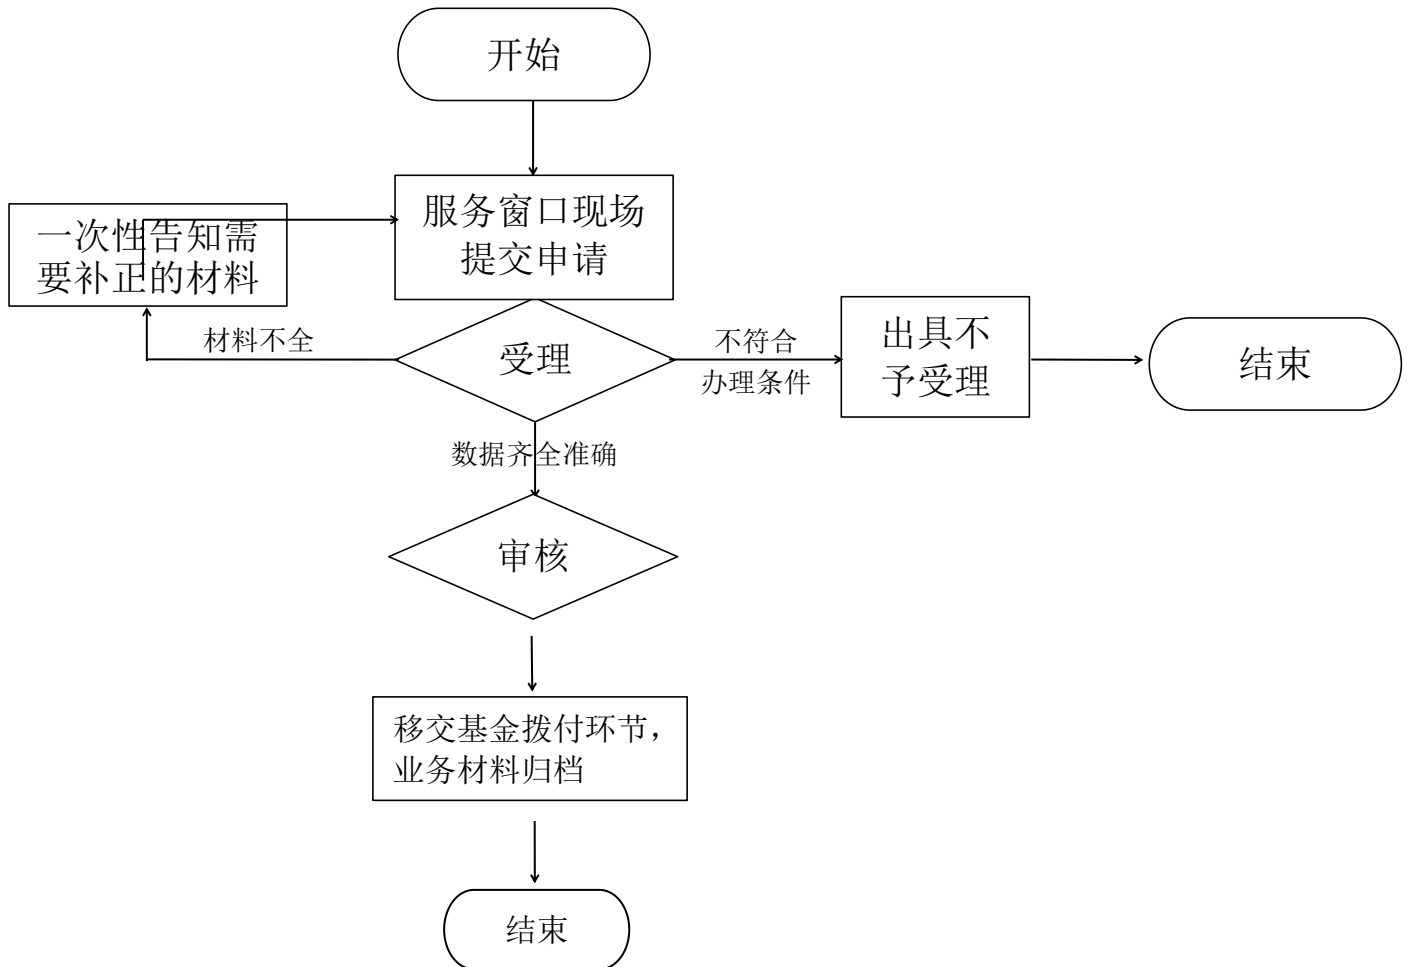 开始
服务窗口现场
提交申请
一次性告知需
要补正的材料
材料不全
受理
不符合
办理条件
出具不
予受理
结束
数据齐全准确
审核
移交基金拨付环节，
业务材料归档
结束